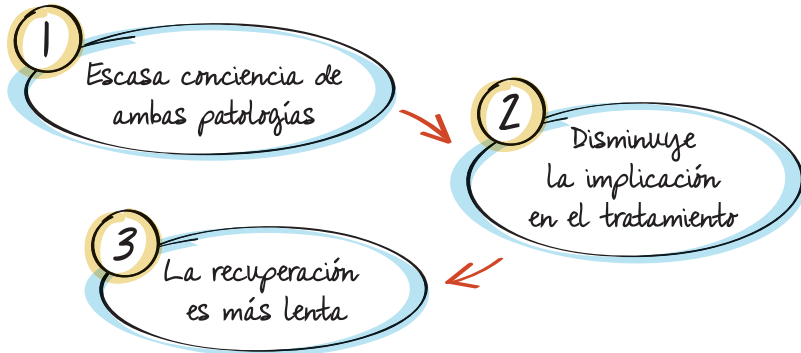 1
Escasa conciencia de
ambas patologías
2
Disminuye
la implicación
en el tratamiento
3
La recuperación
es más lenta